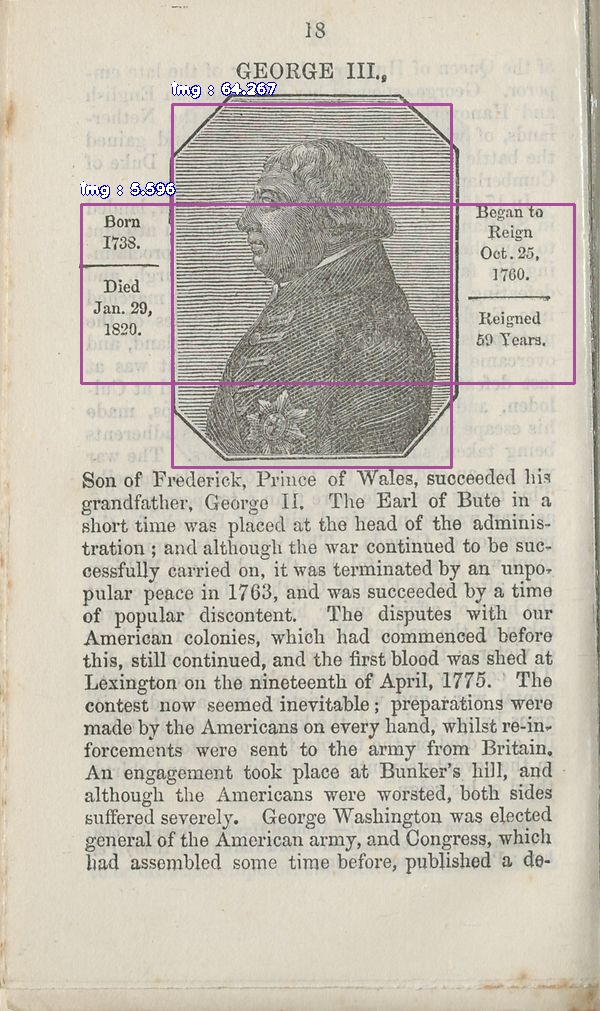 18
GEORGE III.,
img : 64.267
img : 5.596
Born
1738.
Died
Jan. 29,
1820.
Began to
Reign
Oct. 25,
1760.
Reigned
59 Years.
Son of Frederick, Prince of Wales, succeeded his
grandfather, George II. The Earl of Bute in a
short time was placed at the head of the adminis-
tration ; and although the war continued to be suc-
cessfully carried on, it was terminated by an unpo-
pular peace in 1763, and was succeeded by a time
of popular discontent. The disputes with our
American colonies, which had commenced before
this, still continued, and the first blood was shed at
Lexington on the nineteenth of April, 1775. The
contest now seemed inevitable ; preparations were
made by the Americans on every hand, whilst re-in-
forcements were sent to the army from Britain.
An engagement took place at Bunker's hill, and
although the Americans were worsted, both sides
suffered severely. George Washington was elected
general of the American army, and Congress, which
had assembled some time before, published a de-